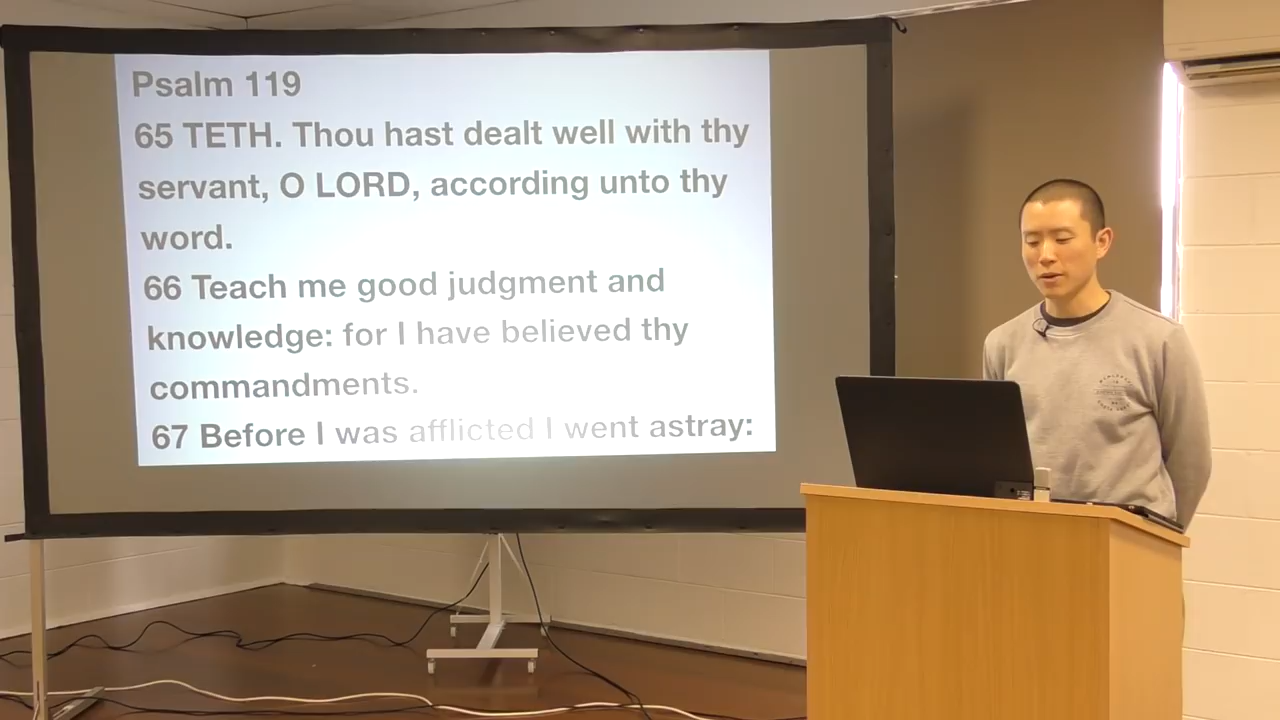 Psalm 119
65 TETH. Thou hast dealt well with thy
servant, O LORD, according unto thy
word.
66 Teach me good judgment and
knowledge: for I have believed thy
commandments.
67 Before I was afflicted I went astray: